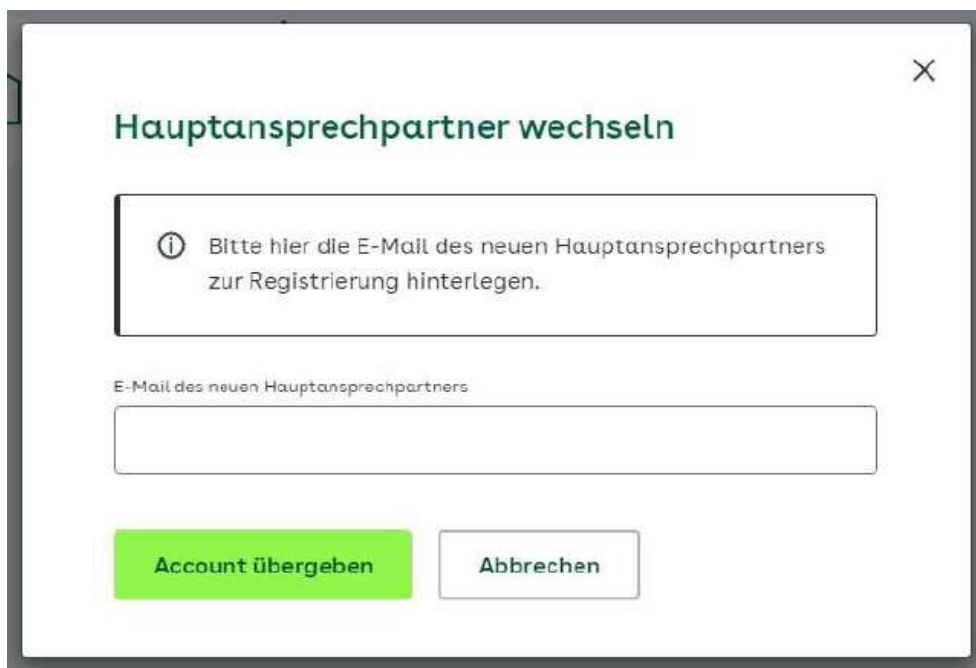 Hauptansprechpartner wechseln
Bitte hier die E-Mail des neuen Hauptansprechpartners
zur Registrierung hinterlegen.
E-Mail des neuen Hauptansprechpartners
Account übergeben
Abbrechen